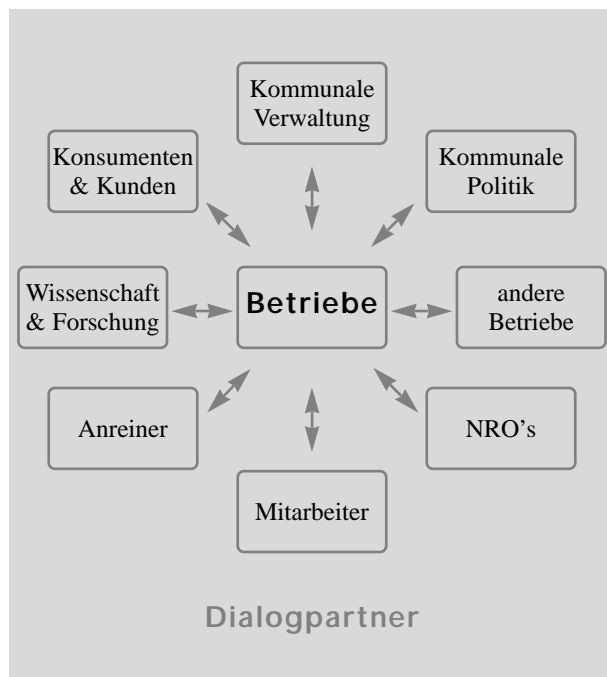 Kommunale
Verwaltung
Konsumenten
& Kunden
Kommunale
Politik
Wissenschaft
& Forschung
Betriebe
andere
Betriebe
Anreiner
NRO's
Mitarbeiter
Dialogpartner